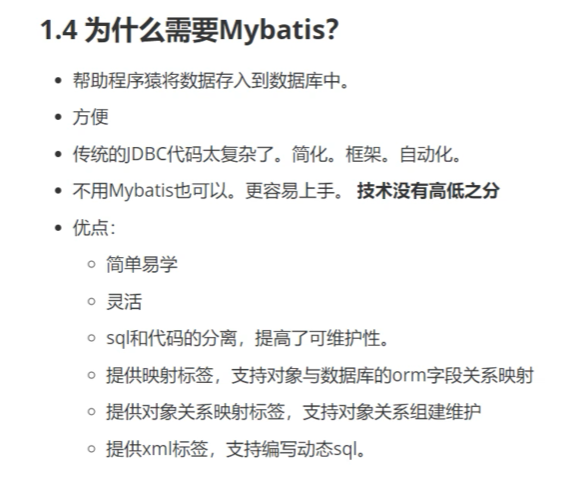 1.4 为什么需要Mybatis?
帮助程序猿将数据存入到数据库中。
方便
传统的JDBC代码太复杂了。简化。框架。自动化。
不用Mybatis也可以。更容易上手。 技术没有高低之分
优点：
简单易学
灵活
sql和代码的分离，提高了可维护性。
提供映射标签，支持对象与数据库的orm字段关系映射
提供对象关系映射标签，支持对象关系组建维护
提供xml标签，支持编写动态sql。